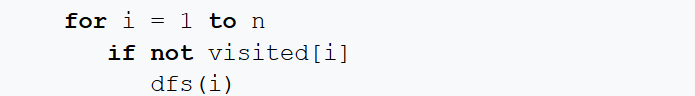 for i = 1 to n
if not visited[i]
dfs(i)